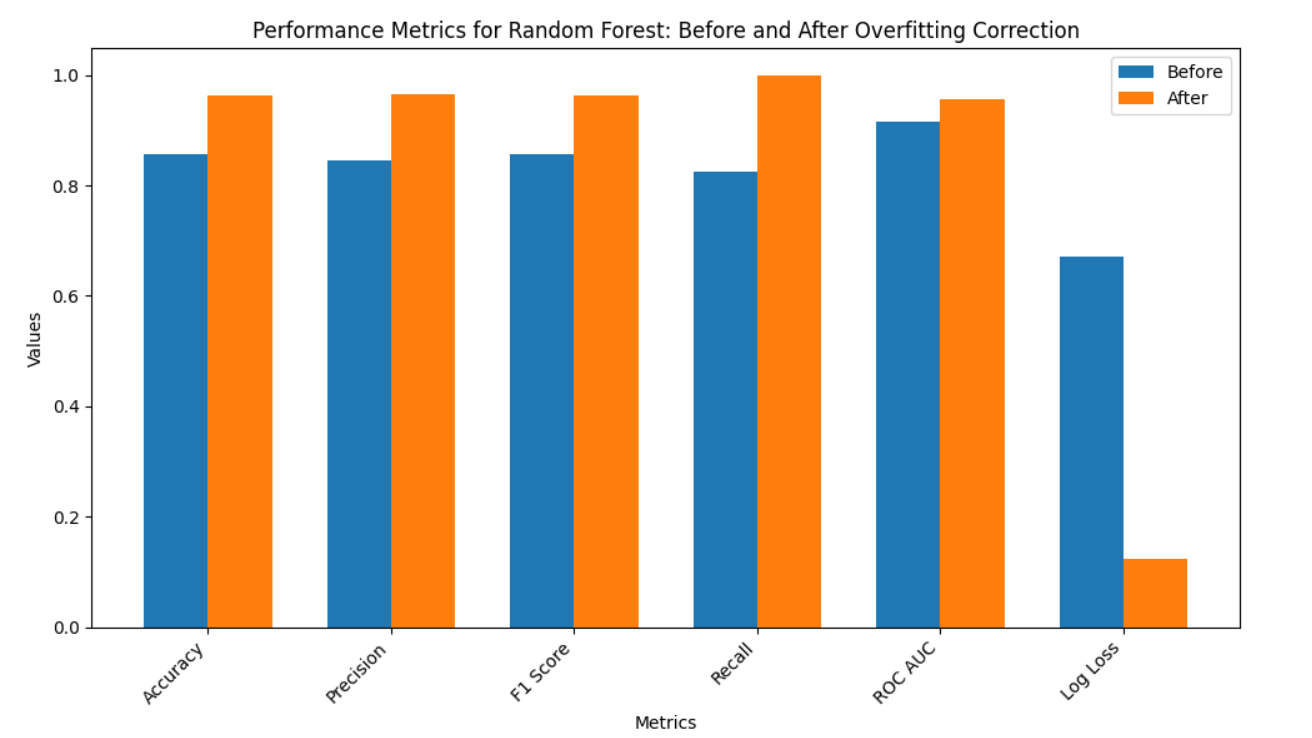 Performance Metrics for Random Forest: Before and After Overfitting Correction
Before
After
1.0
0.8
0.6
0.4
0.2
0.0
Values
Accuracy
Precision
F1 Score
Recall
ROC AUC
Log Loss
Metrics